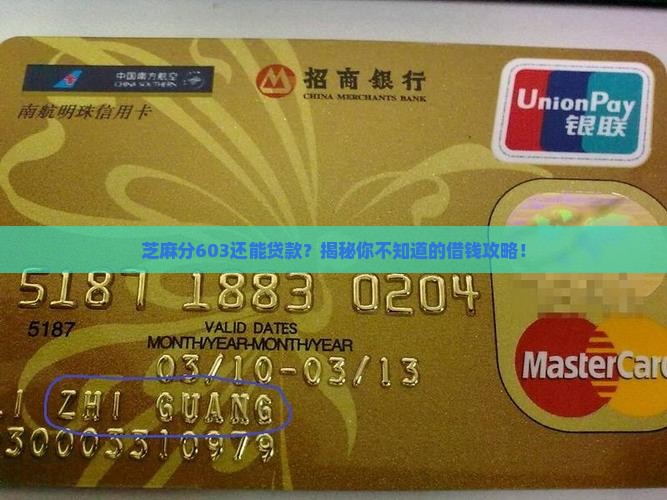 中国南方航空
CHINA SOUTHERN
招商銀行
CHINA MERCHANTS BANK
南航明珠信用卡
UnionPay
银联
芝麻分603还能贷款？揭秘你不知道的借钱攻略！
5187 1883 0204
5187
VALID DATES
MONTH/YEAR-MONTH/YEAR
03/10-03/13
MasterCard
LI ZHI GUANG